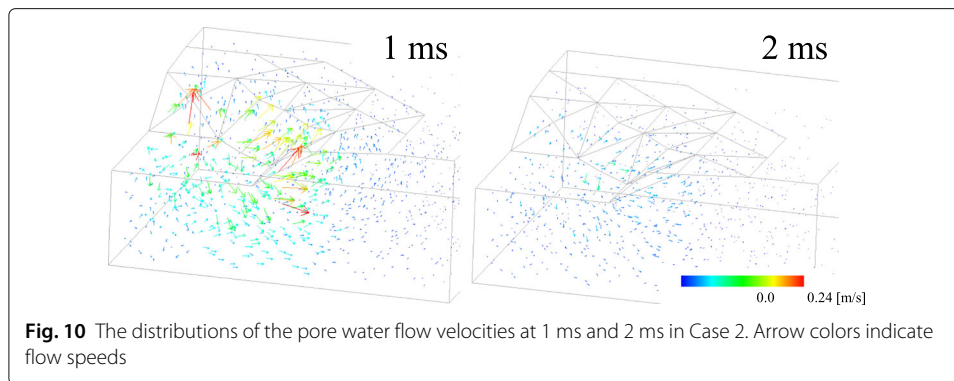 1 ms
2 ms
0.0 0.24 [m/s]
Fig. 10 The distributions of the pore water flow velocities at 1 ms and 2 ms in Case 2. Arrow colors indicate
flow speeds